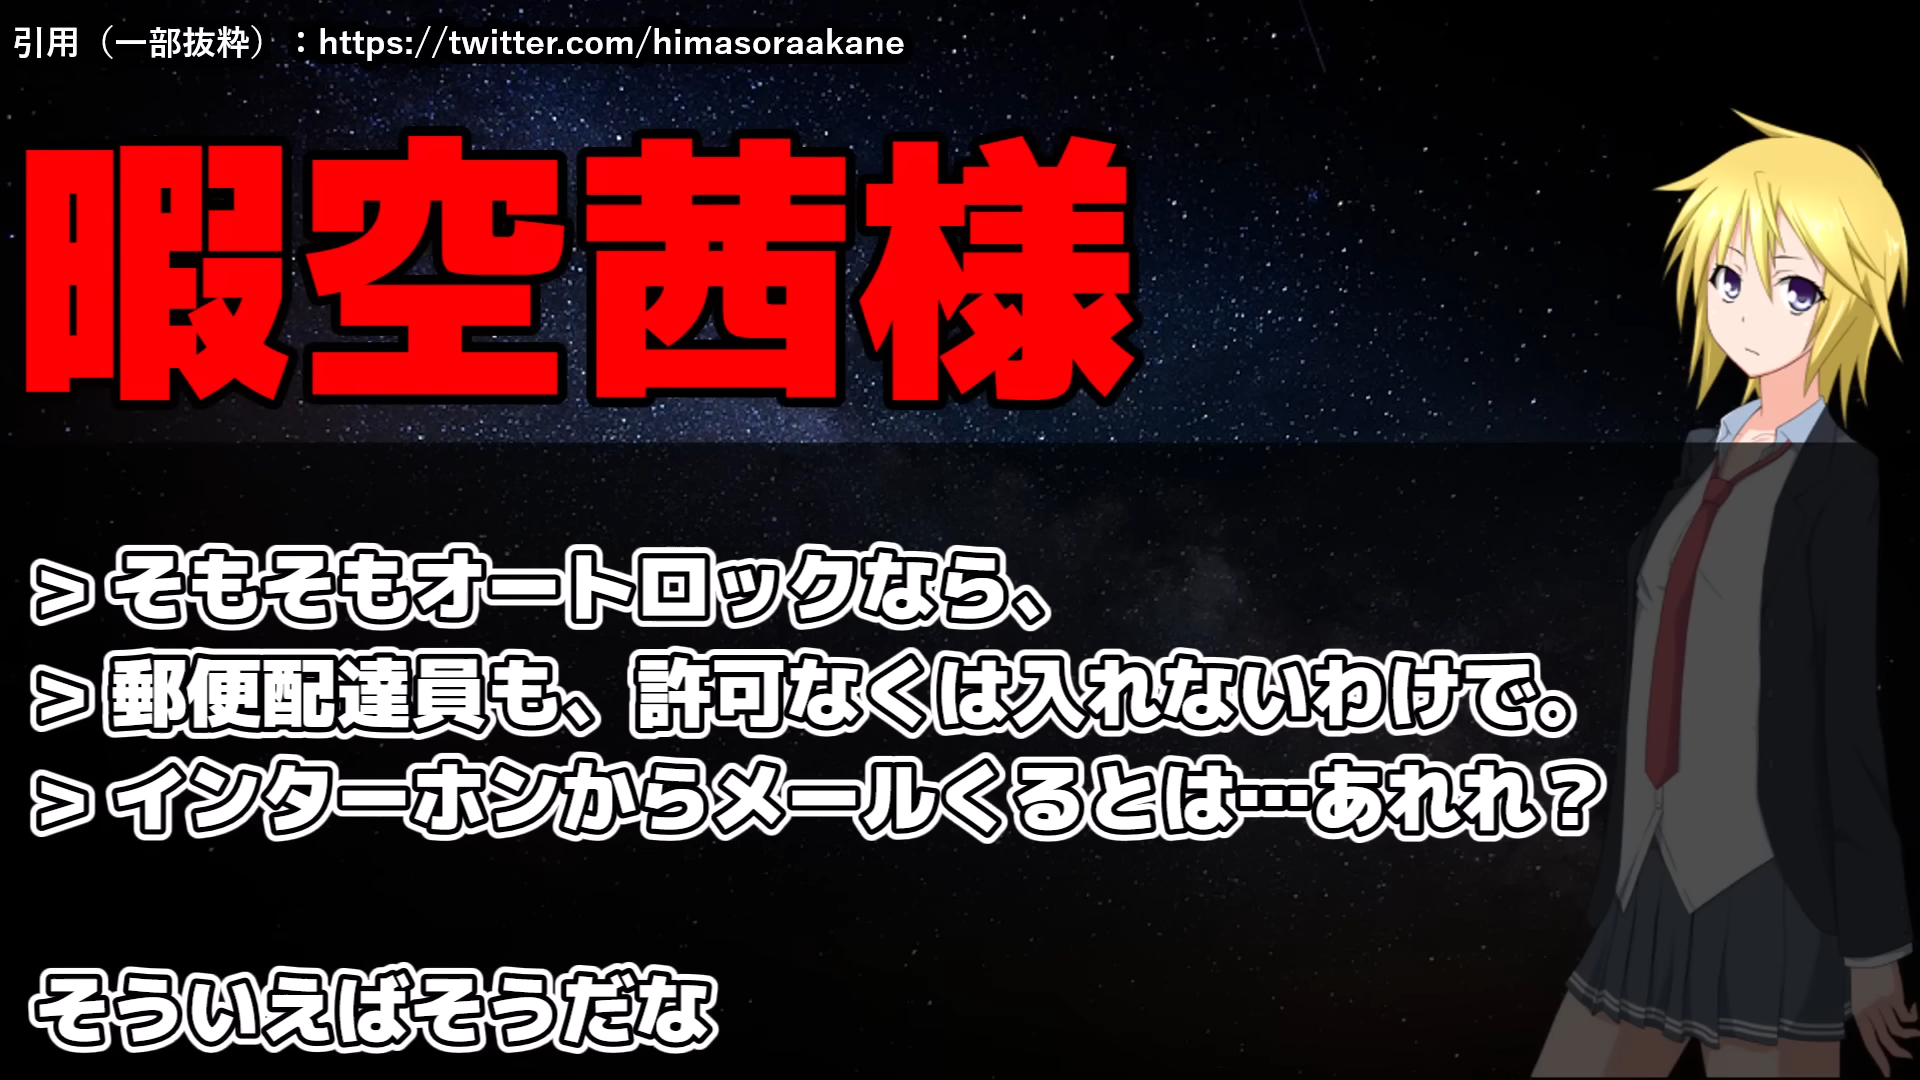 引用（一部抜粋）：https://twitter.com/himasoraakane
暇空茜様
> そもそもオートロックなら、
> 郵便配達員も、許可なくは入れないわけで。
> インターホンからメールくるとは…あれれ？
そういえばそうだな